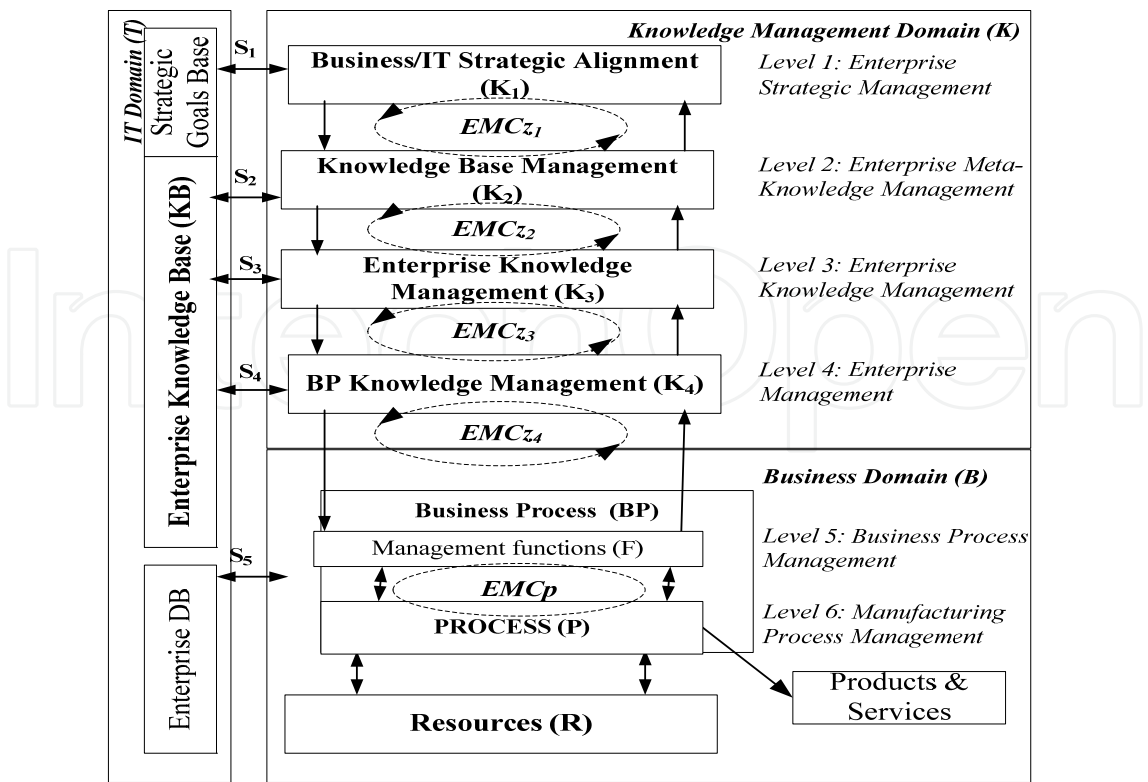 IT Domain (T)
Strategic
Goals Base
Enterprise Knowledge Base (KB)
Enterprise DB
S₁
S₂
S₃
S₄
S₅
Knowledge Management Domain (K)
Business/IT Strategic Alignment
(K₁)
Level 1: Enterprise
Strategic Management
EMCz₁
Knowledge Base Management
(K₂)
Level 2: Enterprise Meta-
Knowledge Management
EMCz₂
Enterprise Knowledge
Management (K₃)
Level 3: Enterprise
Knowledge Management
EMCz₃
BP Knowledge Management (K₄)
Level 4: Enterprise
Management
EMCz₄
Business Domain (B)
Business Process (BP)
Management functions (F)
Level 5: Business Process
Management
EMCp
PROCESS (P)
Level 6: Manufacturing
Process Management
Products &
Services
Resources (R)
IntechOpen